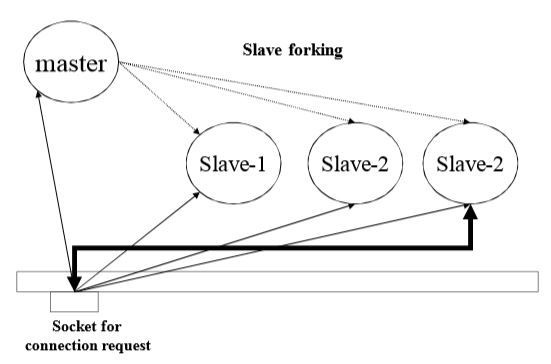 Slave forking
master
Slave-1
Slave-2
Slave-2
Socket for
connection request